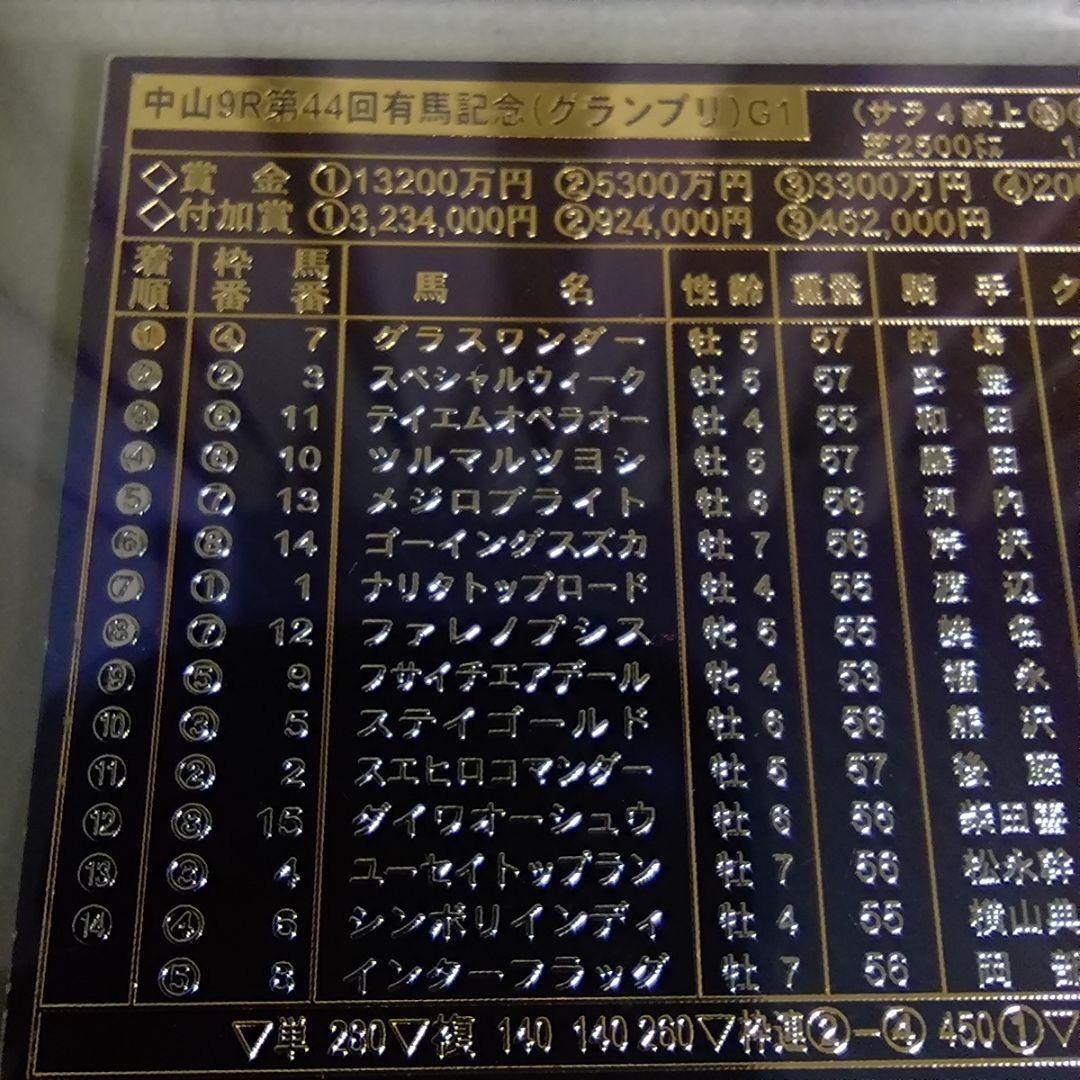 中山9R第44回有馬記念(グランプリ)G1 (サラ4歳上
芝2500㍍ 1
◇賞 金 ①13200万円 ②5300万円 ③3300万円 ④200
◇付加賞 ①3,234,000円 ②924,000円 ③462,000円
着順 枠番 馬番 馬 名 性齢 重量 騎 手 ク
① ④ 7 グラスワンダー 牡 5 57 的 場
② ② 3 スペシャルウィーク 牡 5 57 武 豊
③ ⑥ 11 テイエムオペラオー 牡 4 55 和 田
④ ⑥ 10 ツルマルツヨシ 牡 5 57 藤 田
⑤ ⑦ 13 メジロブライト 牡 6 56 河 内
⑥ ⑧ 14 ゴーイングスズカ 牡 7 56 芹 沢
⑦ ① 1 ナリタトップロード 牡 4 55 渡 辺
⑧ ⑦ 12 ファレノプシス 牝 5 55 蛯 名
⑨ ⑤ 9 フサイチエアデール 牝 4 53 福 永
⑩ ③ 5 ステイゴールド 牡 6 56 熊 沢
⑪ ② 2 スエヒロコマンダー 牡 5 57 後 藤
⑫ ⑧ 15 ダイワオーシュウ 牡 6 56 柴田善
⑬ ③ 4 ユーセイトップラン 牡 7 56 松永幹
⑭ ④ 6 シンボリインディ 牡 4 55 横山典
⑤ 8 インターフラッグ 牡 7 56 岡 部
▽単 280▽複 140 140 260▽枠連②－④ 450①▽